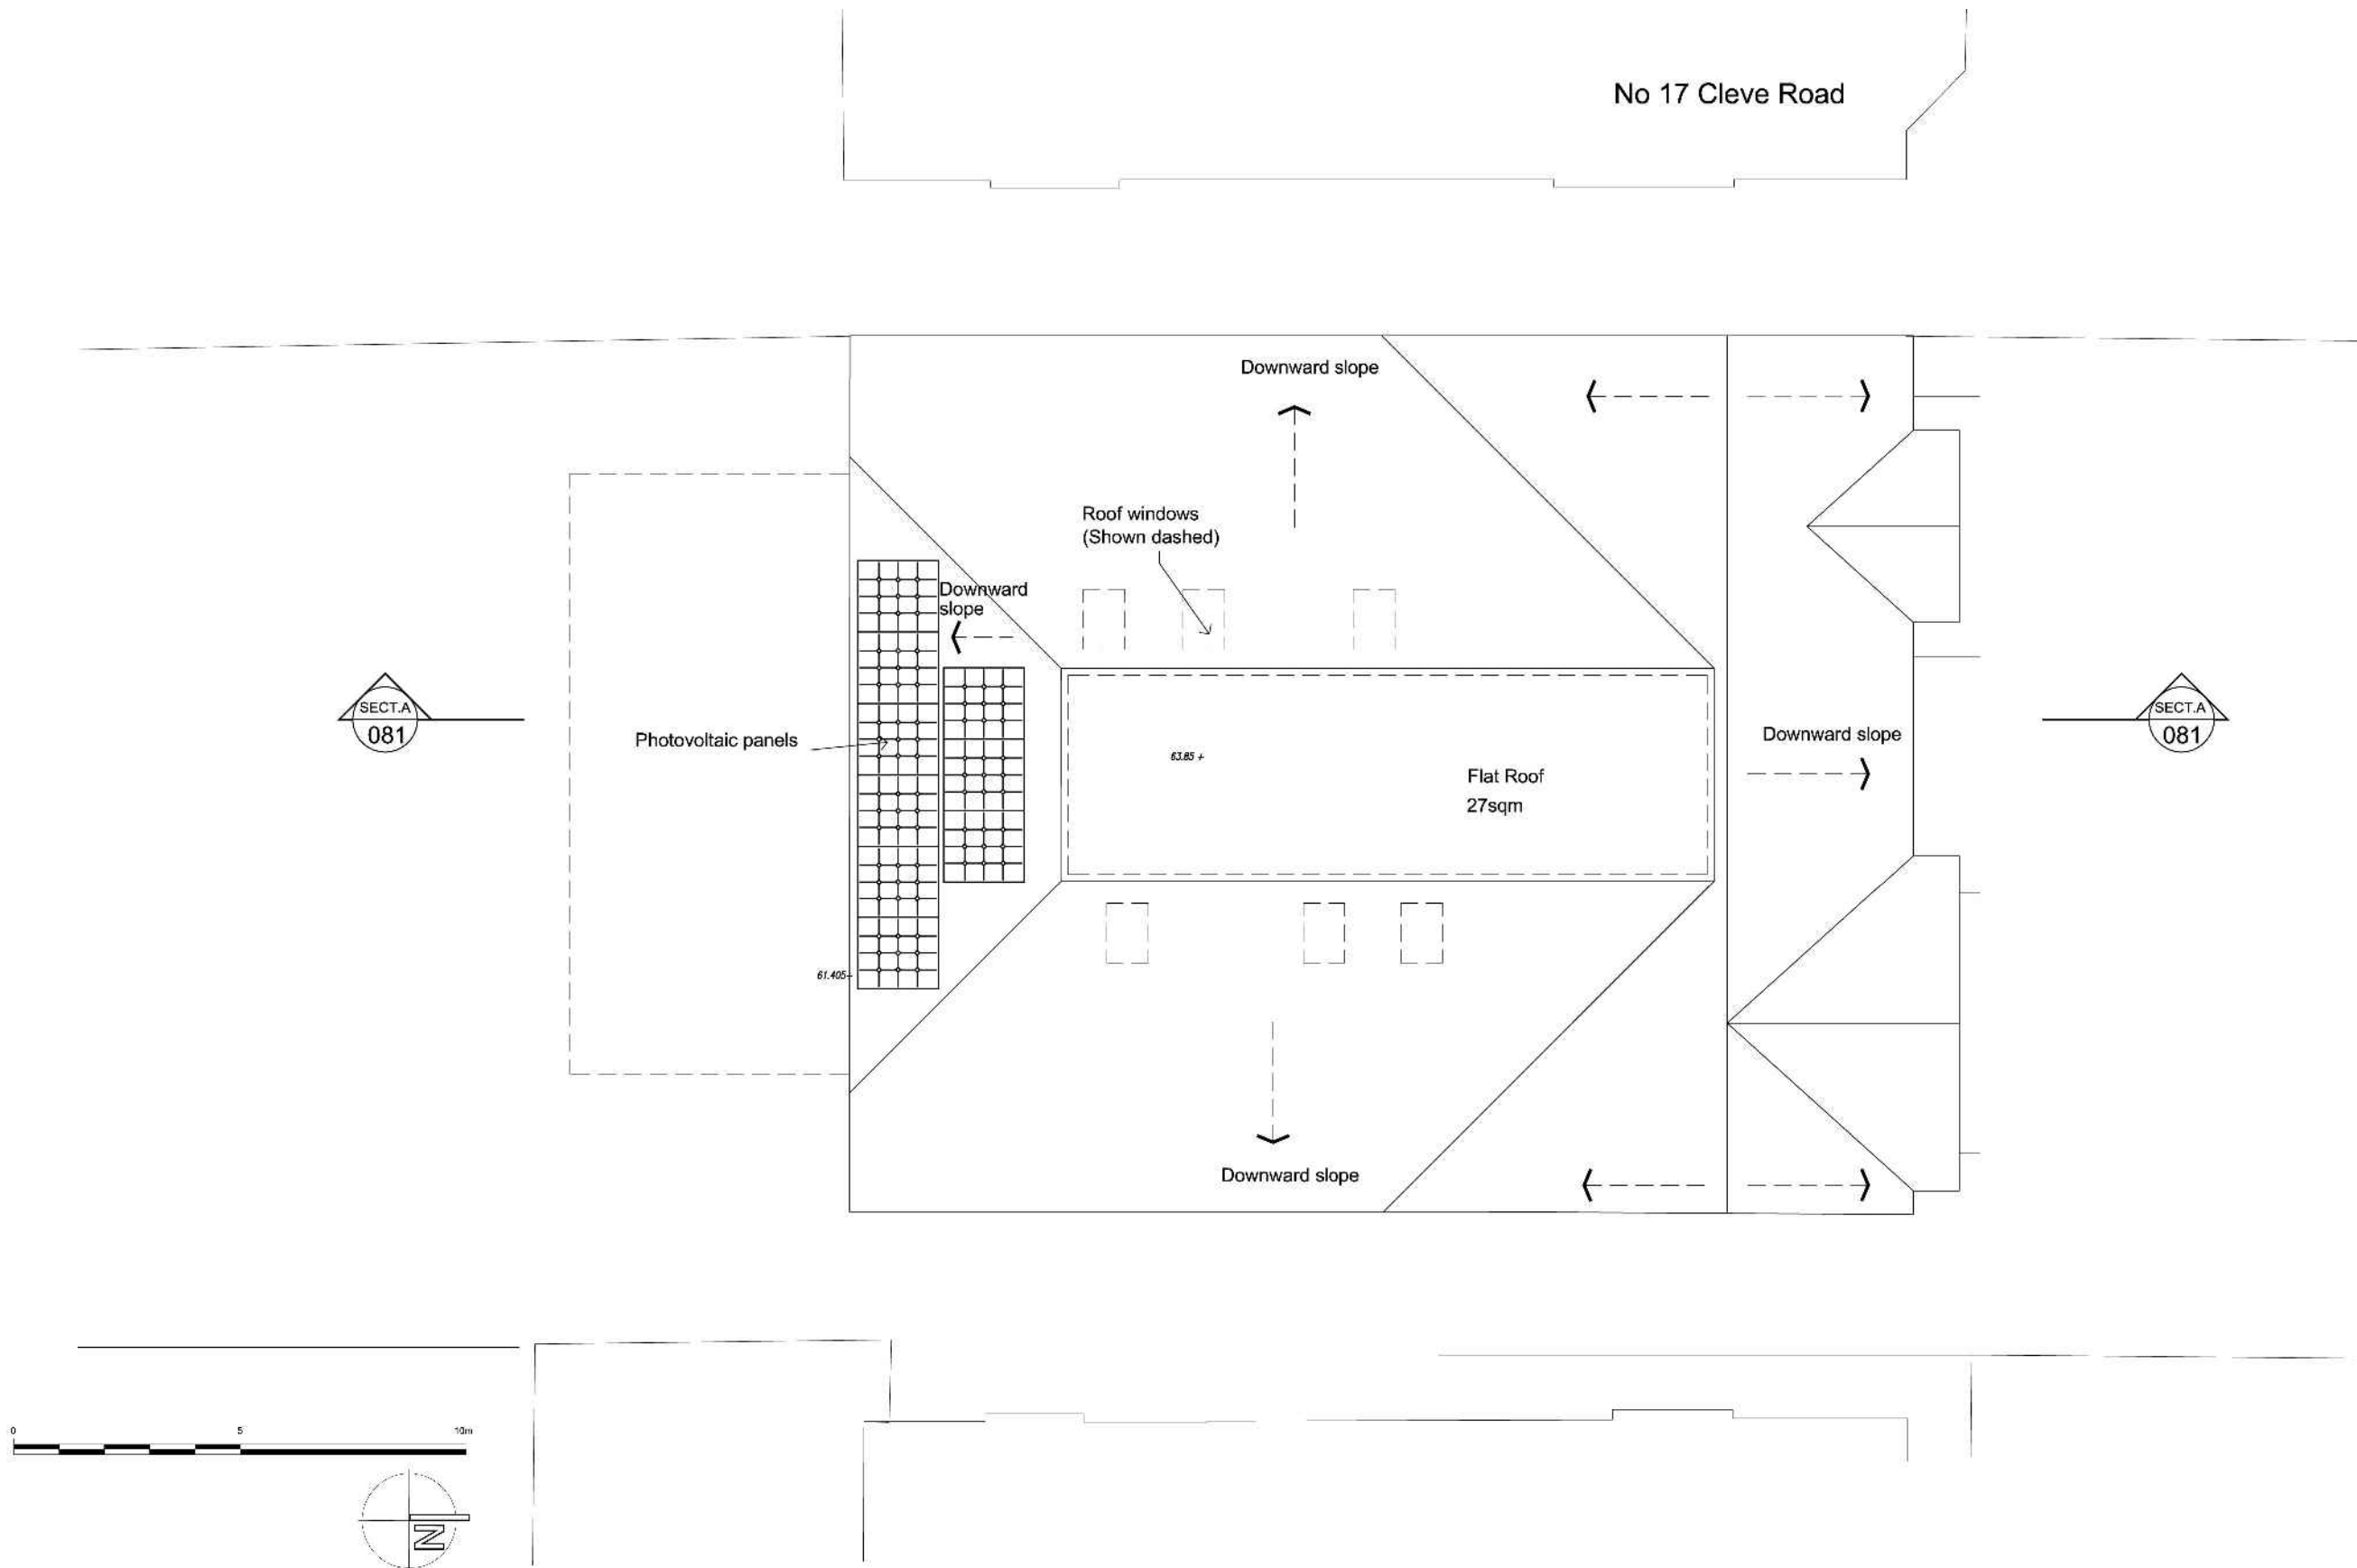 No 17 Cleve Road
Downward slope
Roof windows
(Shown dashed)
Downward
slope
SECT.A
081
Photovoltaic panels
63.85 +
Flat Roof
27sqm
Downward slope
SECT.A
081
61.405
Downward slope
0
5
10m
N